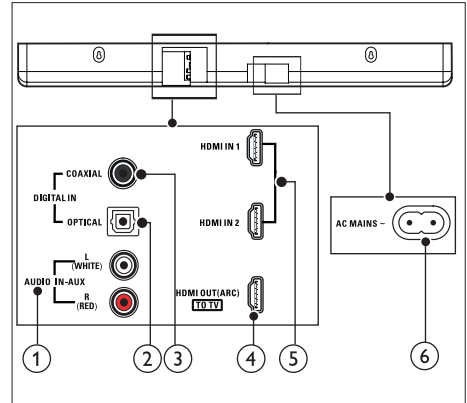 HDMI IN 1
COAXIAL
DIGITAL IN
OPTICAL
HDMI IN 2
AC MAINS ~
L
(WHITE)
AUDIO IN-AUX
R
(RED)
HDMI OUT(ARC)
TO TV
1
2
3
4
5
6